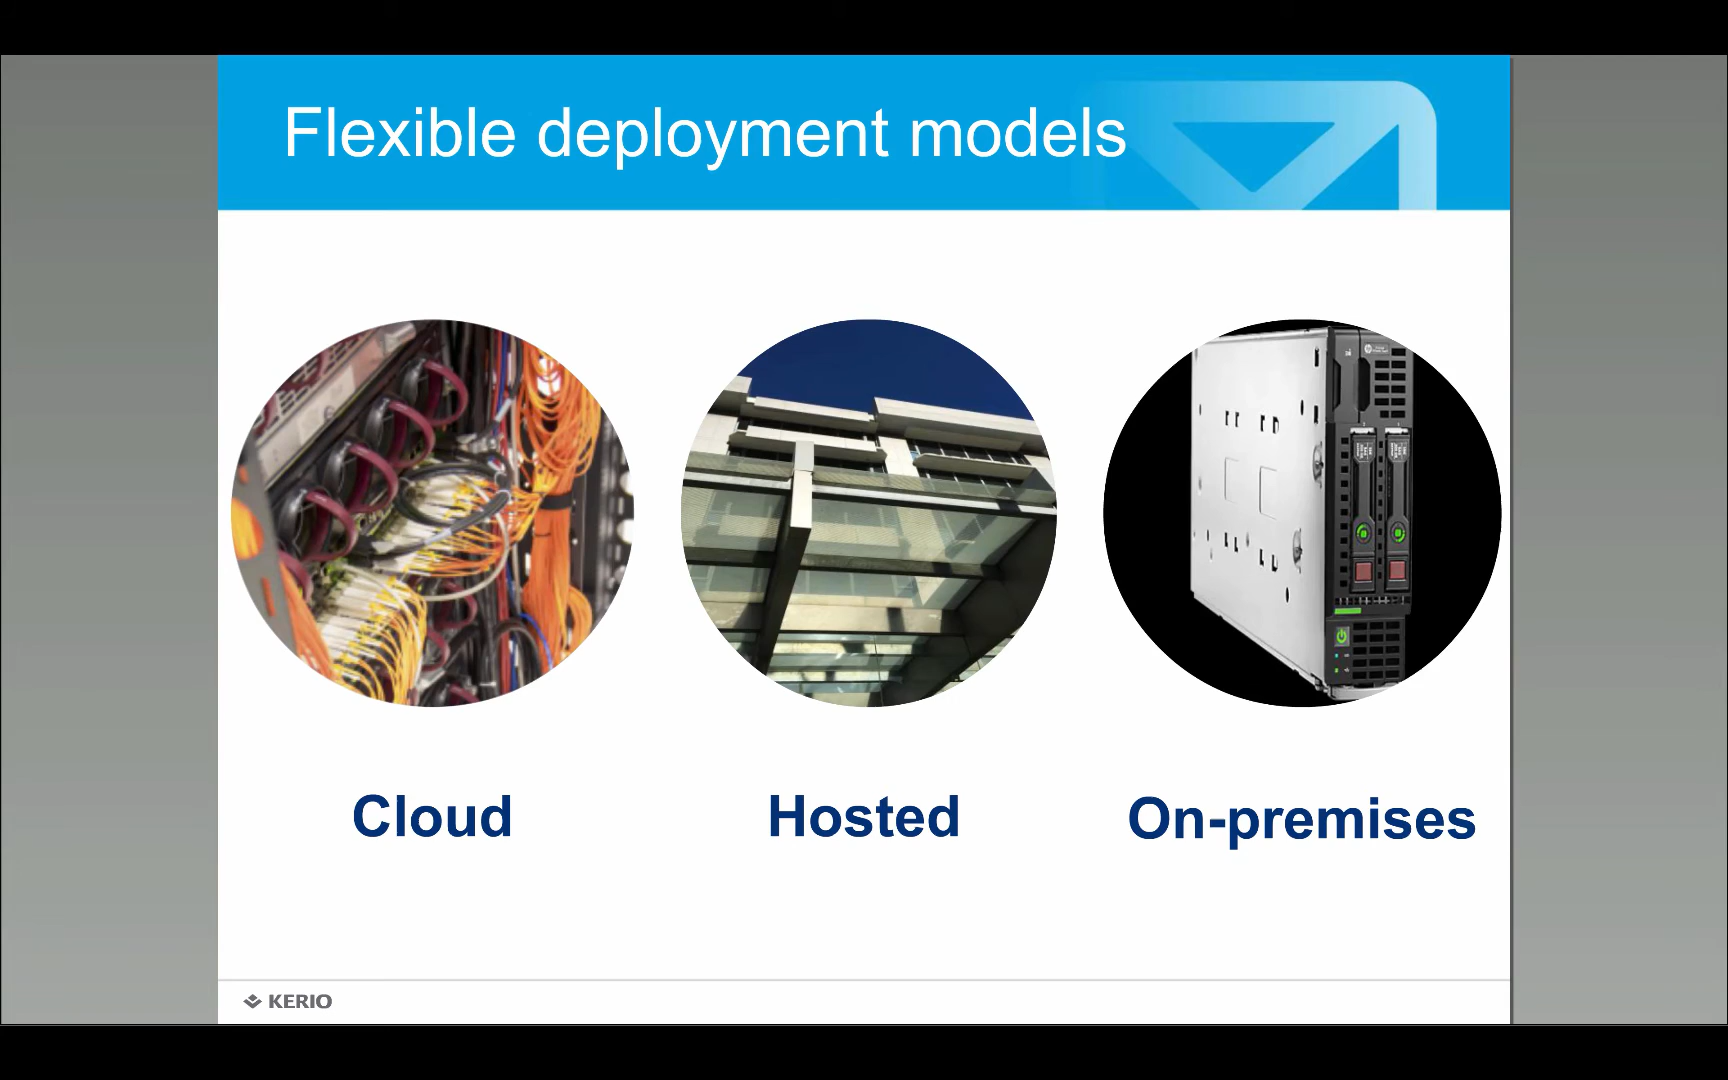 Flexible deployment models
Cloud
Hosted
On-premises
KERIO